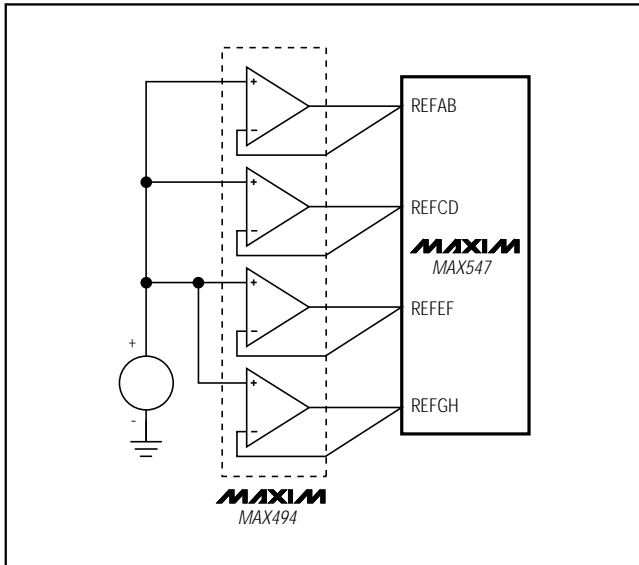 +
−
REFAB
+
−
REFCD
MAXIM
MAX547
+
−
REFEF
+
-
+
−
REFGH
MAXIM
MAX494